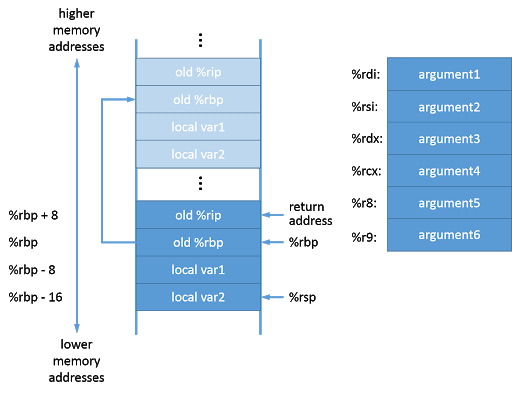 higher
memory
addresses
old %rip
old %rbp
local var1
local var2
%rbp + 8
old %rip
return
address
%rbp
old %rbp
%rbp
%rbp - 8
local var1
%rbp - 16
local var2
%rsp
lower
memory
addresses
%rdi:
argument1
%rsi:
argument2
%rdx:
argument3
%rcx:
argument4
%r8:
argument5
%r9:
argument6